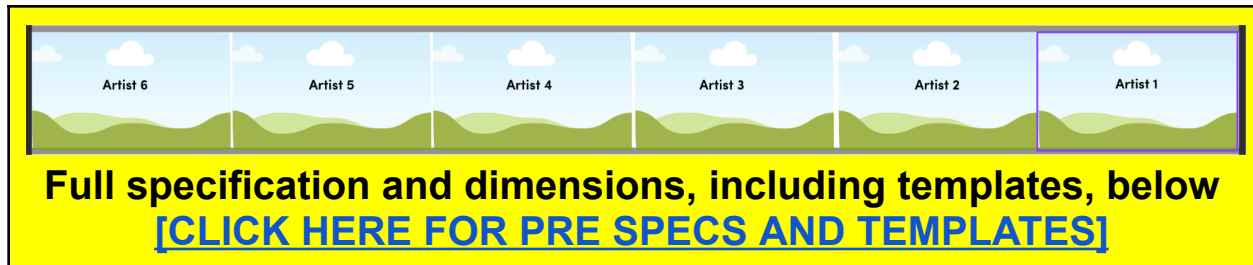 Artist 6
Artist 5
Artist 4
Artist 3
Artist 2
Artist 1
Full specification and dimensions, including templates, below
[CLICK HERE FOR PRE SPECS AND TEMPLATES]